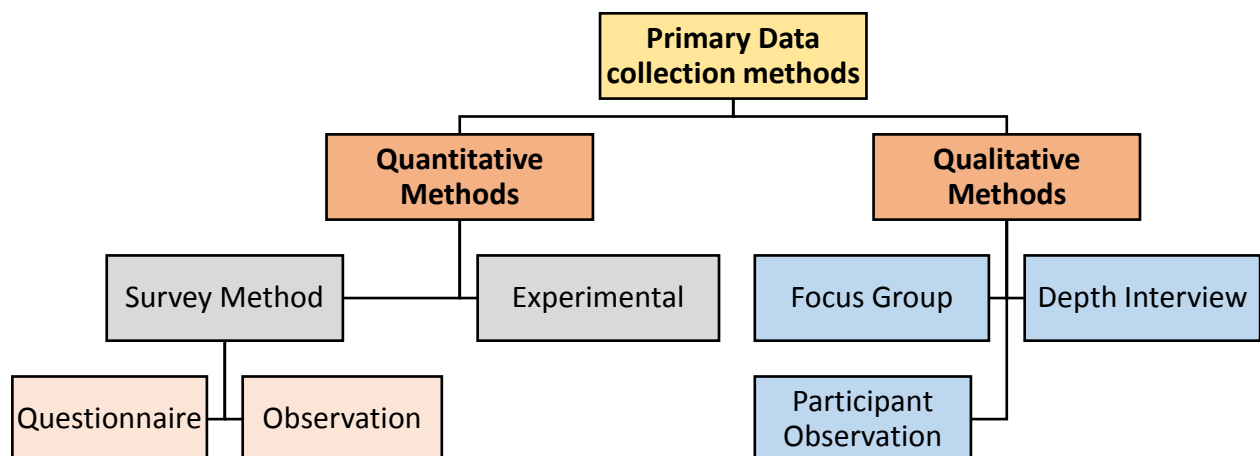 Primary Data
collection methods
Quantitative
Methods
Qualitative
Methods
Survey Method
Experimental
Focus Group
Depth Interview
Questionnaire
Observation
Participant
Observation